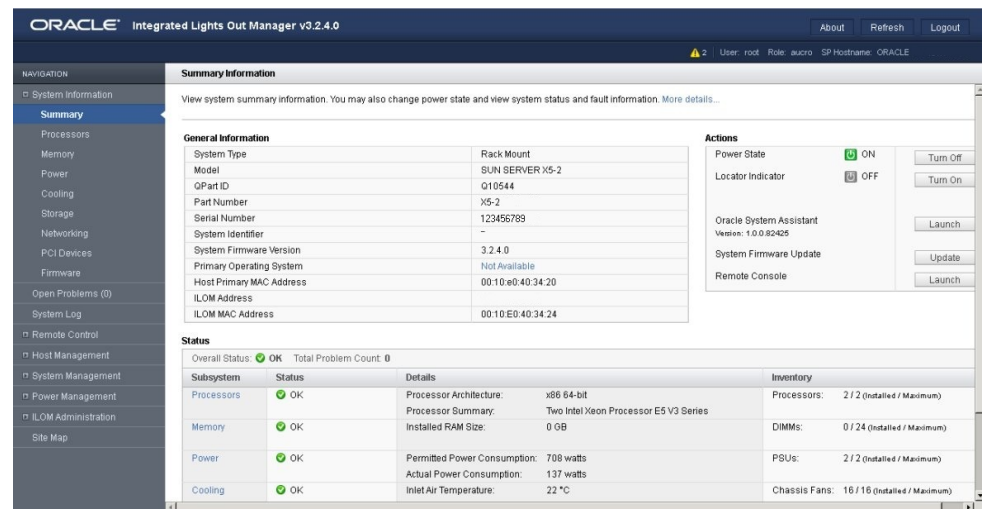 ORACLE® Integrated Lights Out Manager v3.2.4.0
About Refresh Logout
2 User: root Role: aucro SP Hostname: ORACLE
NAVIGATION
System Information
Summary
Processors
Memory
Power
Cooling
Storage
Networking
PCI Devices
Firmware
Open Problems (0)
System Log
Remote Control
Host Management
System Management
Power Management
ILOM Administration
Site Map
Summary Information
View system summary information. You may also change power state and view system status and fault information. More details...
General Information
System Type Rack Mount
Model SUN SERVER X5-2
QPart ID Q10544
Part Number X5-2
Serial Number 123456789
System Identifier -
System Firmware Version 3.2.4.0
Primary Operating System Not Available
Host Primary MAC Address 00:10:e0:40:34:20
ILOM Address
ILOM MAC Address 00:10:E0:40:34:24
Actions
Power State ON Turn Off
Locator Indicator OFF Turn On
Oracle System Assistant Launch
Version: 1.0.0.82425
System Firmware Update Update
Remote Console Launch
Status
Overall Status: OK Total Problem Count: 0
Subsystem Status Details Inventory
Processors OK Processor Architecture: x86 64-bit Processors: 2 / 2 (Installed / Maximum)
Processor Summary: Two Intel Xeon Processor E5 V3 Series
Memory OK Installed RAM Size: 0 GB DIMMs: 0 / 24 (Installed / Maximum)
Power OK Permitted Power Consumption: 708 watts PSUs: 2 / 2 (Installed / Maximum)
Actual Power Consumption: 137 watts
Cooling OK Inlet Air Temperature: 22 °C Chassis Fans: 16 / 16 (Installed / Maximum)